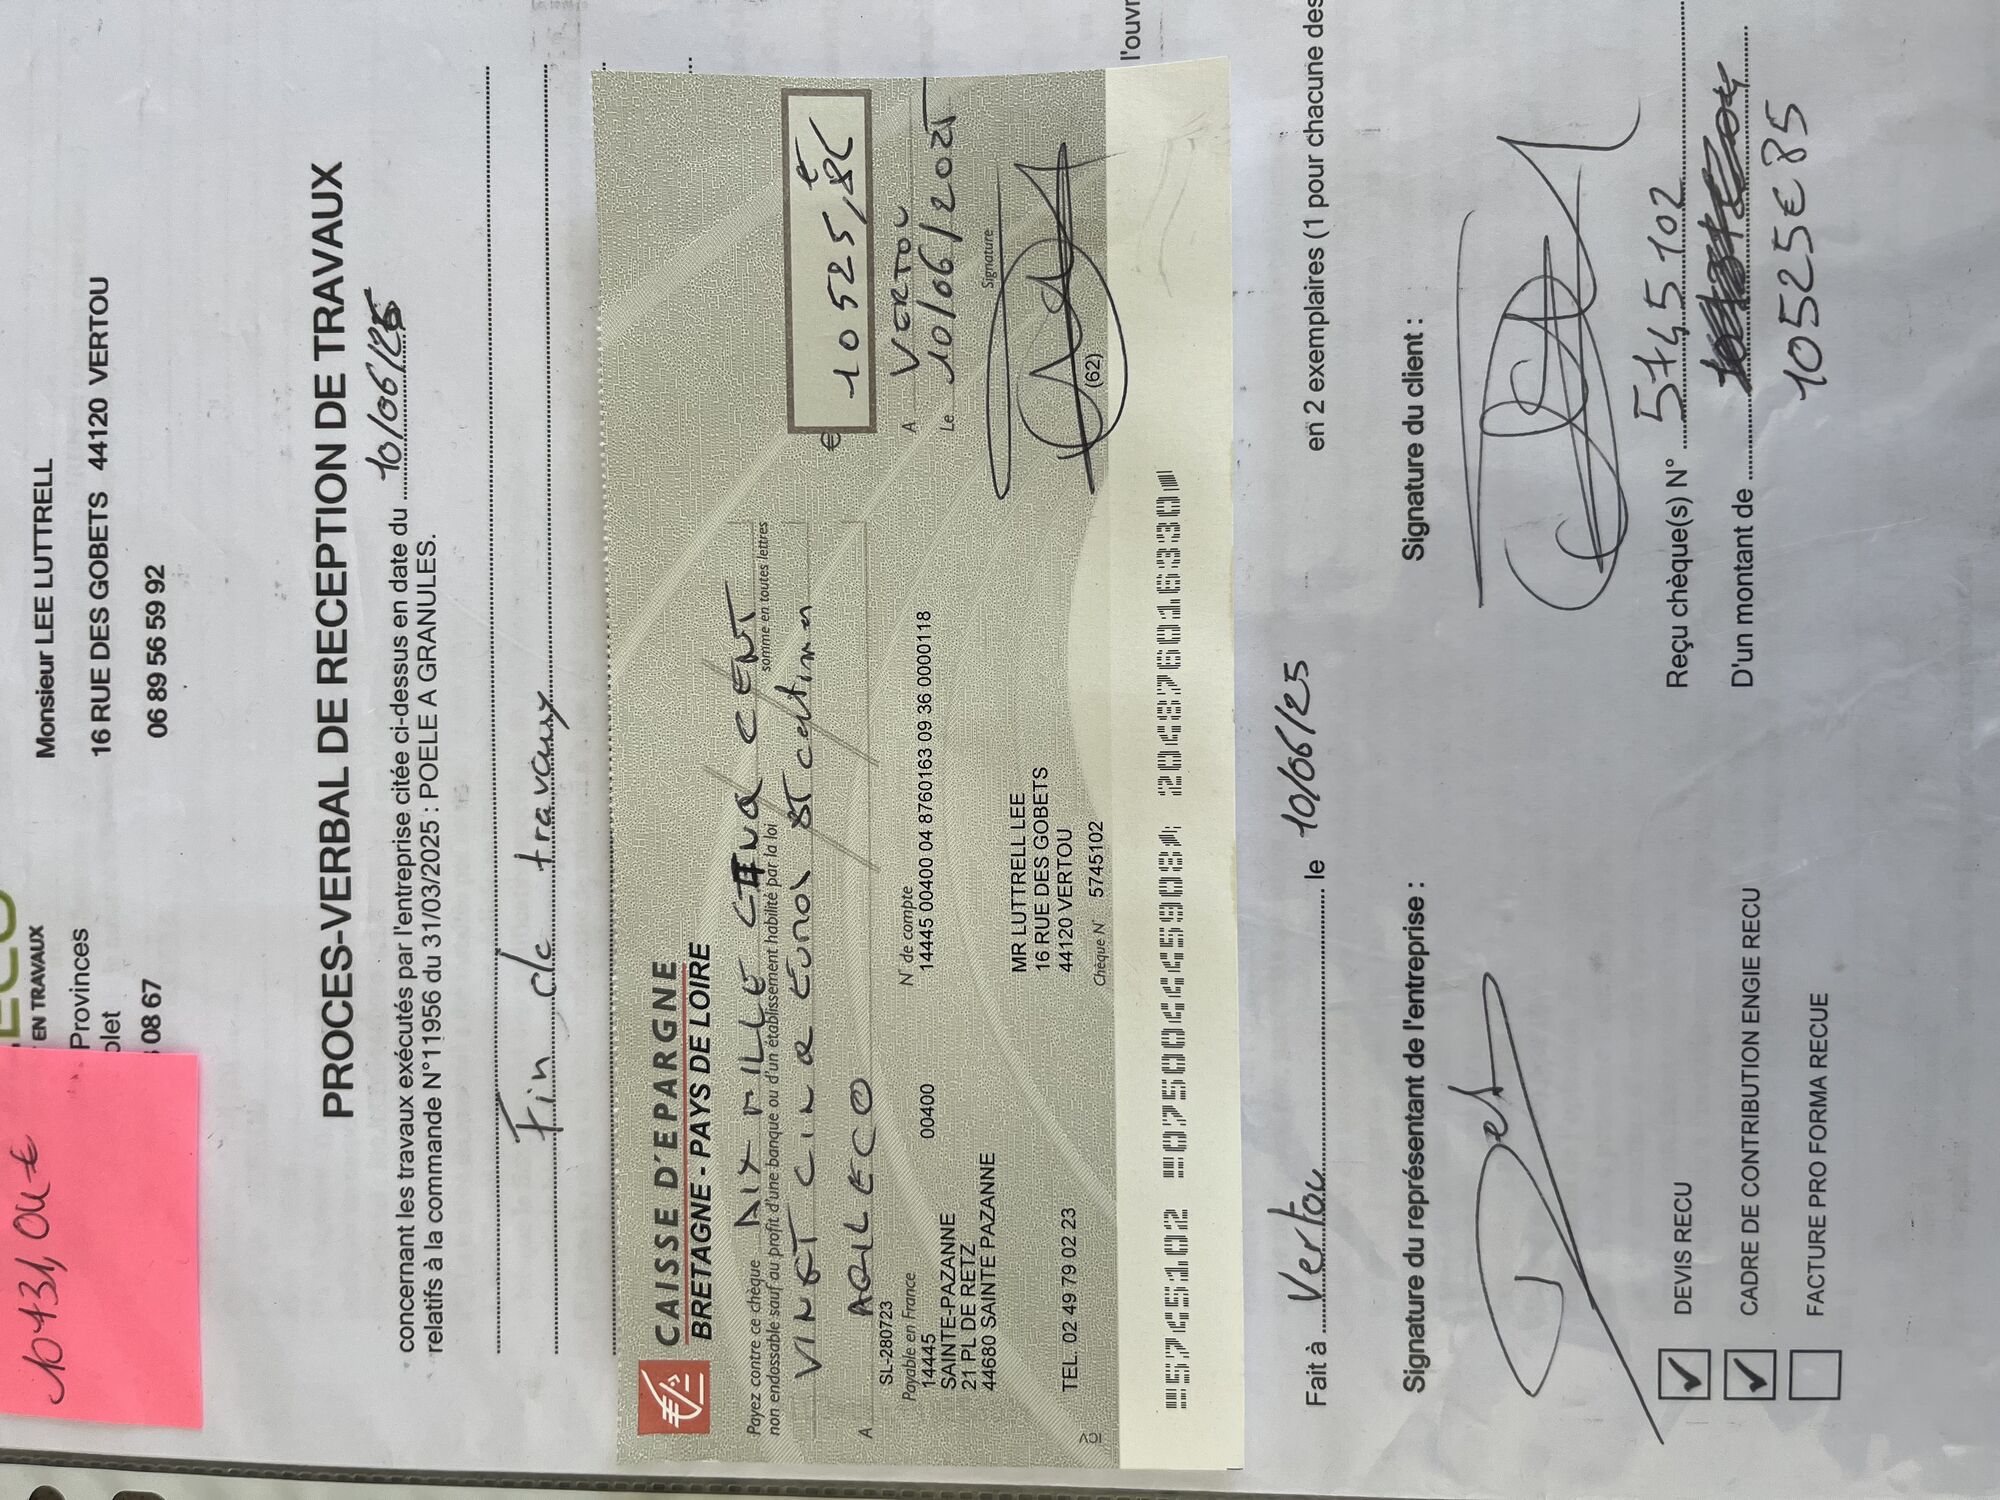 10431,04 €
EN TRAVAUX
Provinces
olet
08 67
Monsieur LEE LUTTRELL
16 RUE DES GOBETS 44120 VERTOU
06 89 56 59 92
PROCES-VERBAL DE RECEPTION DE TRAVAUX
concernant les travaux exécutés par l'entreprise citée ci-dessus en date du 10/06/25
relatifs à la commande N°11956 du 31/03/2025 : POELE A GRANULES.
Fin de travaux
CAISSE D'EPARGNE
BRETAGNE - PAYS DE LOIRE
Payez contre ce chèque DIX MILLE CINQ CENT
non endossable sauf au profit d'une banque ou d'un établissement habilité par la loi
somme en toutes lettres
VINGT CINQ Euros ET centimes
€ 10525,86
A
SL-280723
A VERTOU
Le 10/06/2025
Signature
Payable en France
14445
00400
SAINTE-PAZANNE
21 PL DE RETZ
44680 SAINTE PAZANNE
TEL. 02 49 79 02 23
N° de compte
14445 00400 04 8760163 09 36 0000118
MR LUTTRELL LEE
16 RUE DES GOBETS
44120 VERTOU
Chèque N° 5745102
(62)
l'ouvr
Fait à Vertou le 10/06/25 en 2 exemplaires (1 pour chacune des
Signature du représentant de l'entreprise :
Signature du client :
DEVIS RECU
CADRE DE CONTRIBUTION ENGIE RECU
FACTURE PRO FORMA RECUE
Reçu chèque(s) N° 5745102
D'un montant de
10525€85